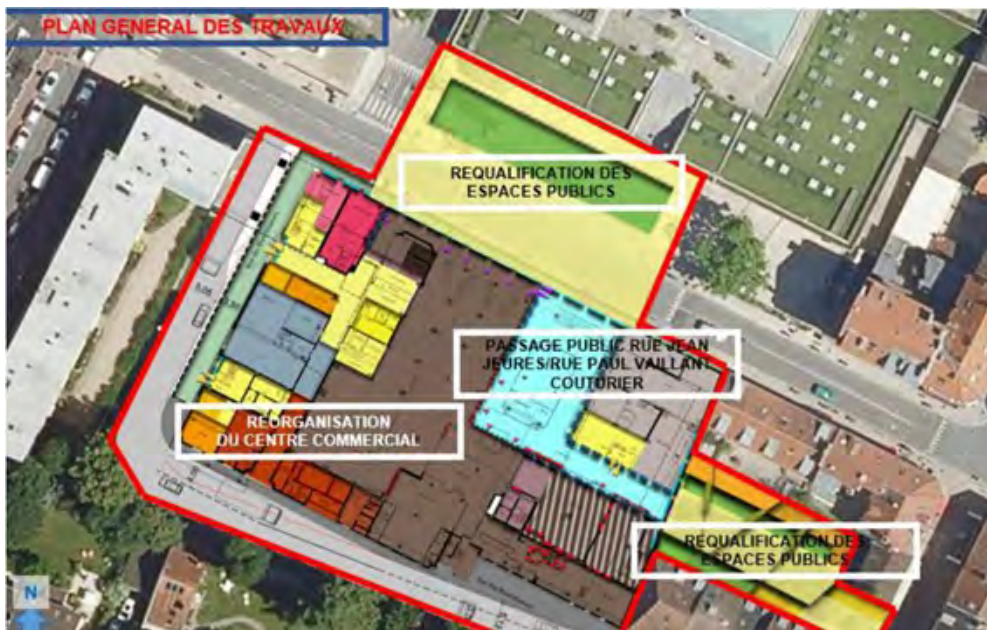 PLAN GENERAL DES TRAVAUX
REQUALIFICATION DES
ESPACES PUBLICS
PASSAGE PUBLIC RUE JEAN
JEURES/RUE PAUL VAILLANT
COUTURIER
REORGANISATION
DU CENTRE COMMERCIAL
REQUALIFICATION DES
ESPACES PUBLICS
N